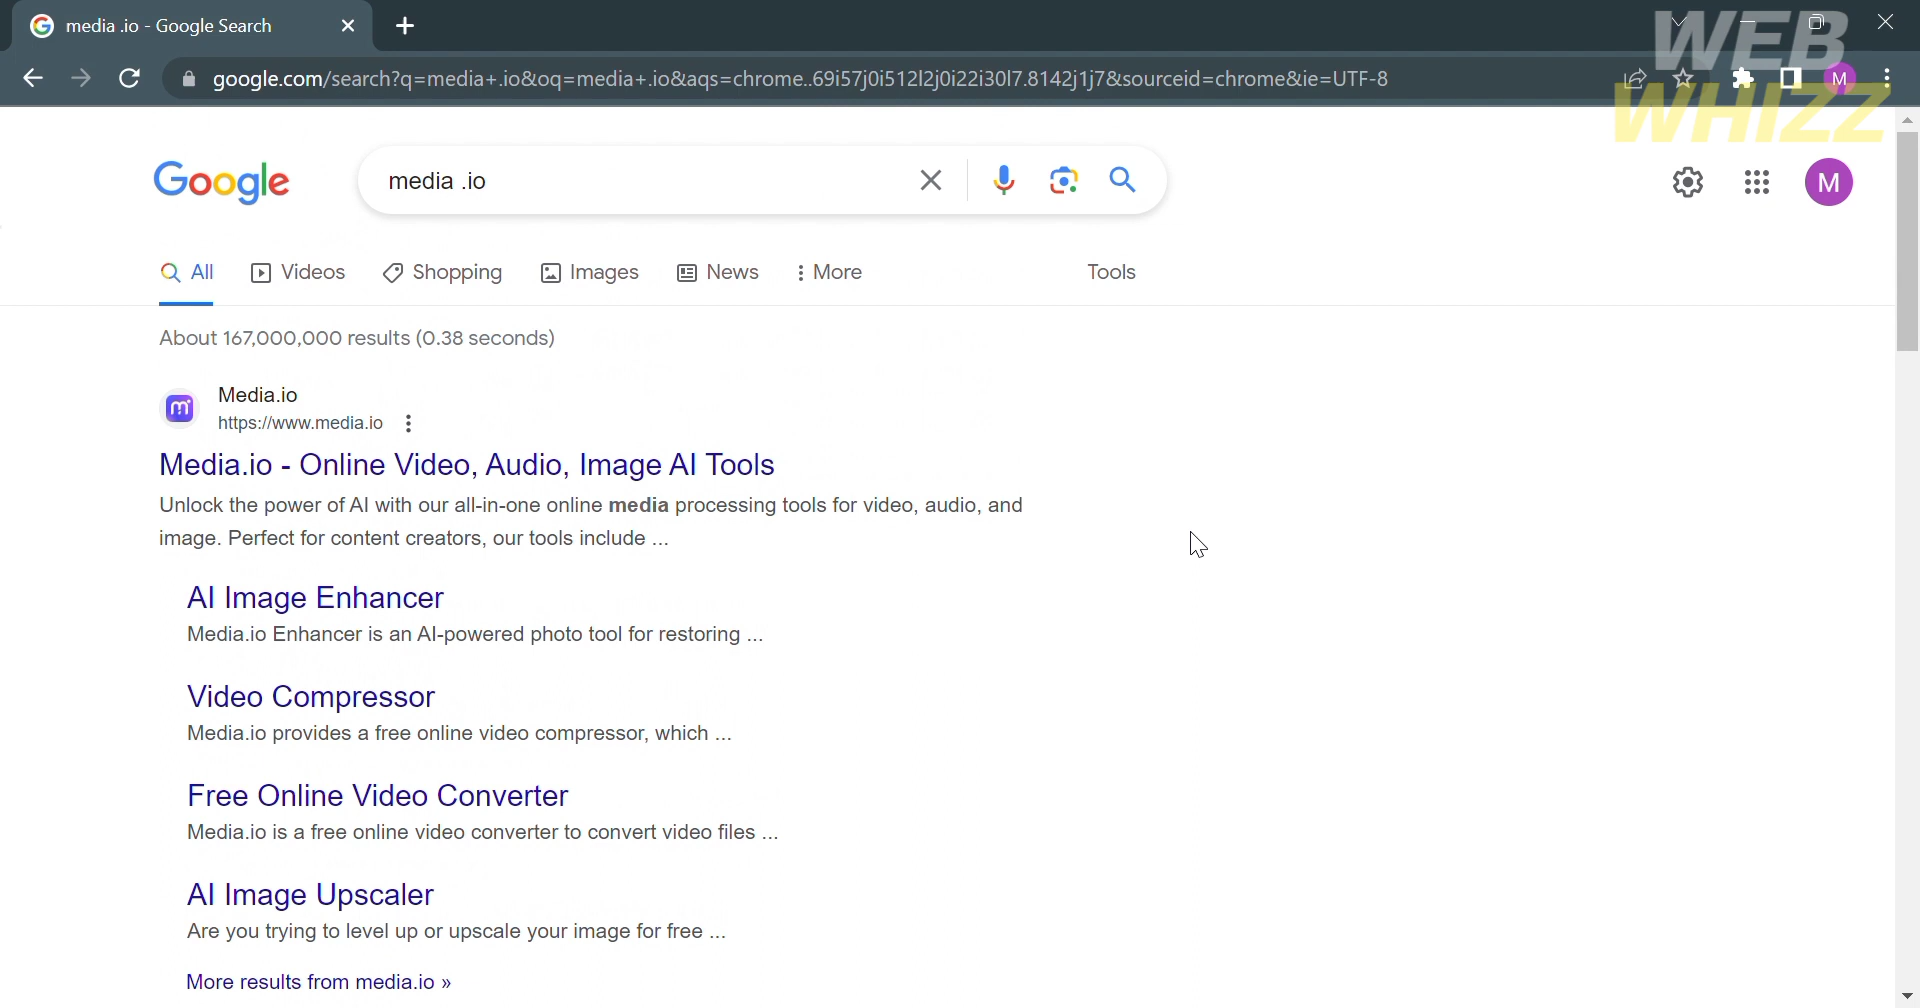 media .io - Google Search
google.com/search?q=media+.io&oq=media+.io&aqs=chrome..69i57j0i512l2j0i22i30l7.8142j1j7&sourceid=chrome&ie=UTF-8
M
WEB
WHIZZ
Google
media .io
M
All
Videos
Shopping
Images
News
More
Tools
About 167,000,000 results (0.38 seconds)
Media.io
https://www.media.io
Media.io - Online Video, Audio, Image AI Tools
Unlock the power of AI with our all-in-one online media processing tools for video, audio, and
image. Perfect for content creators, our tools include ...
AI Image Enhancer
Media.io Enhancer is an AI-powered photo tool for restoring ...
Video Compressor
Media.io provides a free online video compressor, which ...
Free Online Video Converter
Media.io is a free online video converter to convert video files ...
AI Image Upscaler
Are you trying to level up or upscale your image for free ...
More results from media.io »